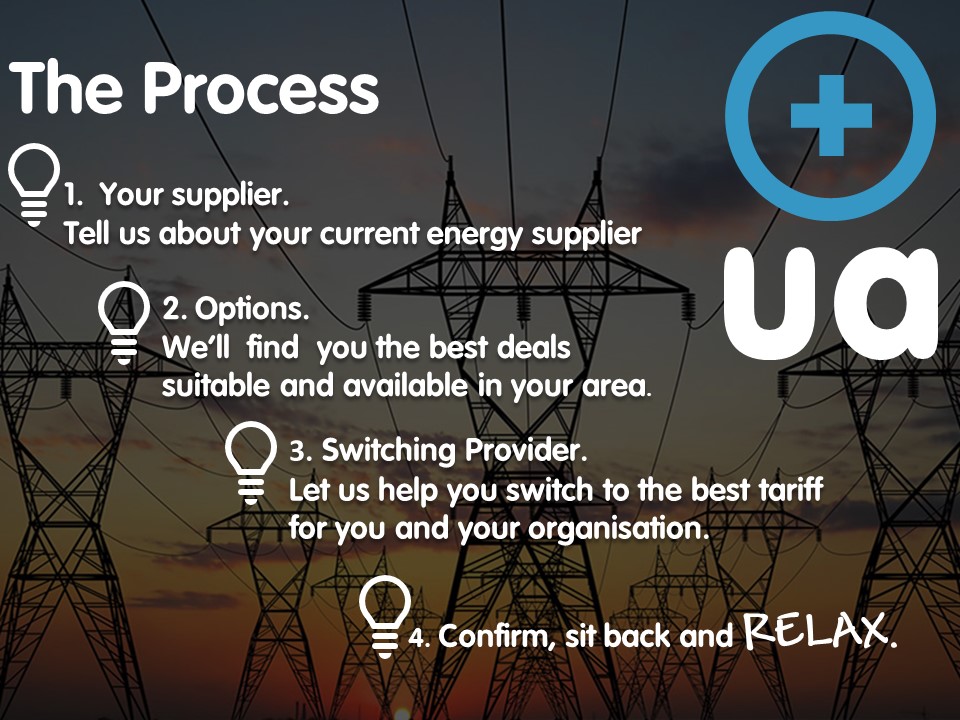 The Process
1. Your supplier.
Tell us about your current energy supplier
2. Options.
We'll find you the best deals
suitable and available in your area.
3. Switching Provider.
Let us help you switch to the best tariff
for you and your organisation.
4. Confirm, sit back and RELAX.
ua